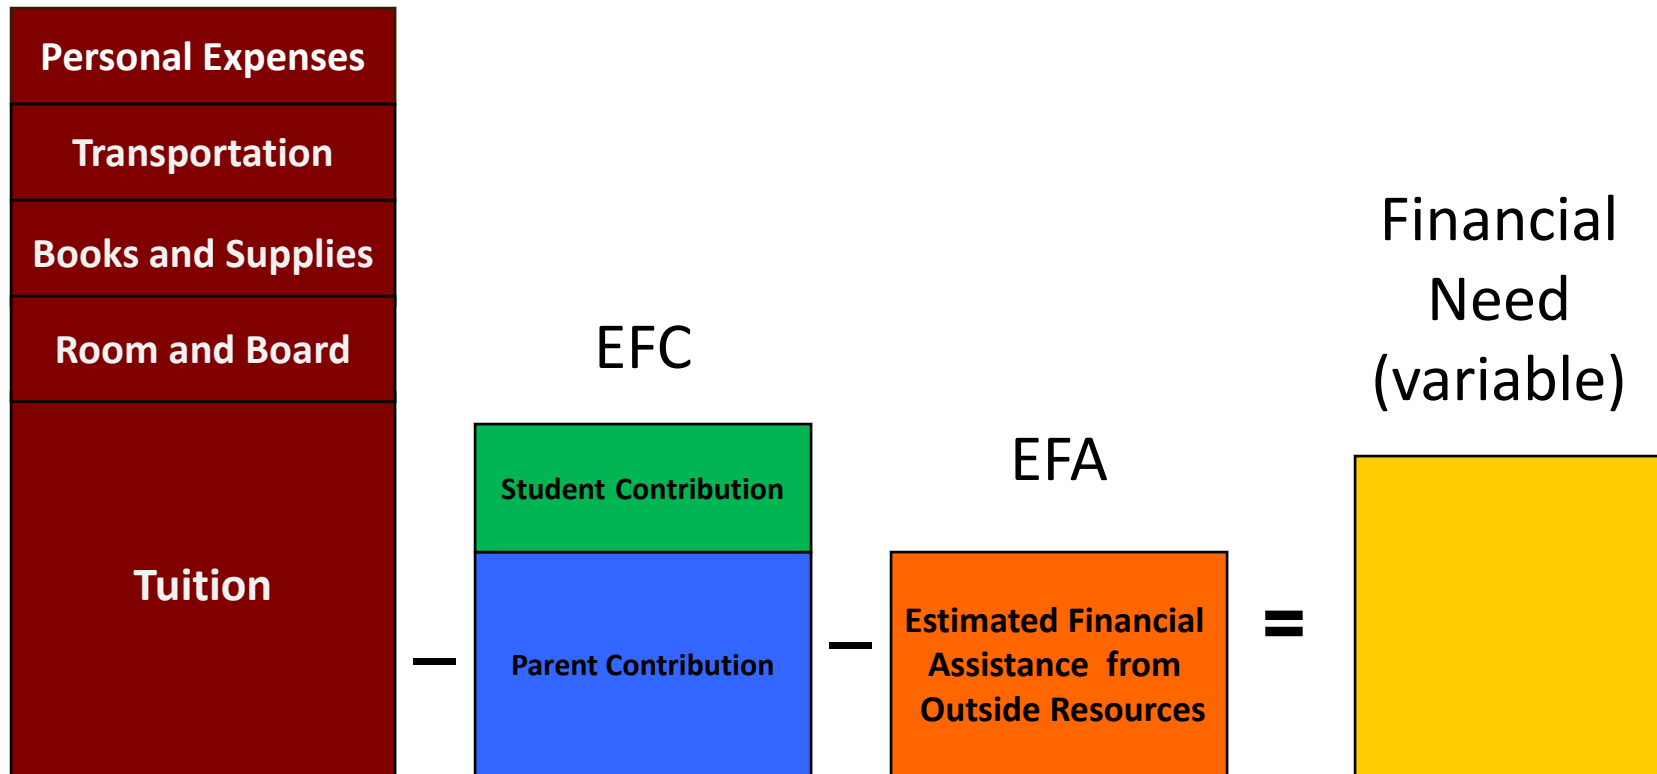 Personal Expenses
Transportation
Books and Supplies
Room and Board
Tuition
–
EFC
Student Contribution
Parent Contribution
–
EFA
Estimated Financial
Assistance from
Outside Resources
=
Financial
Need
(variable)